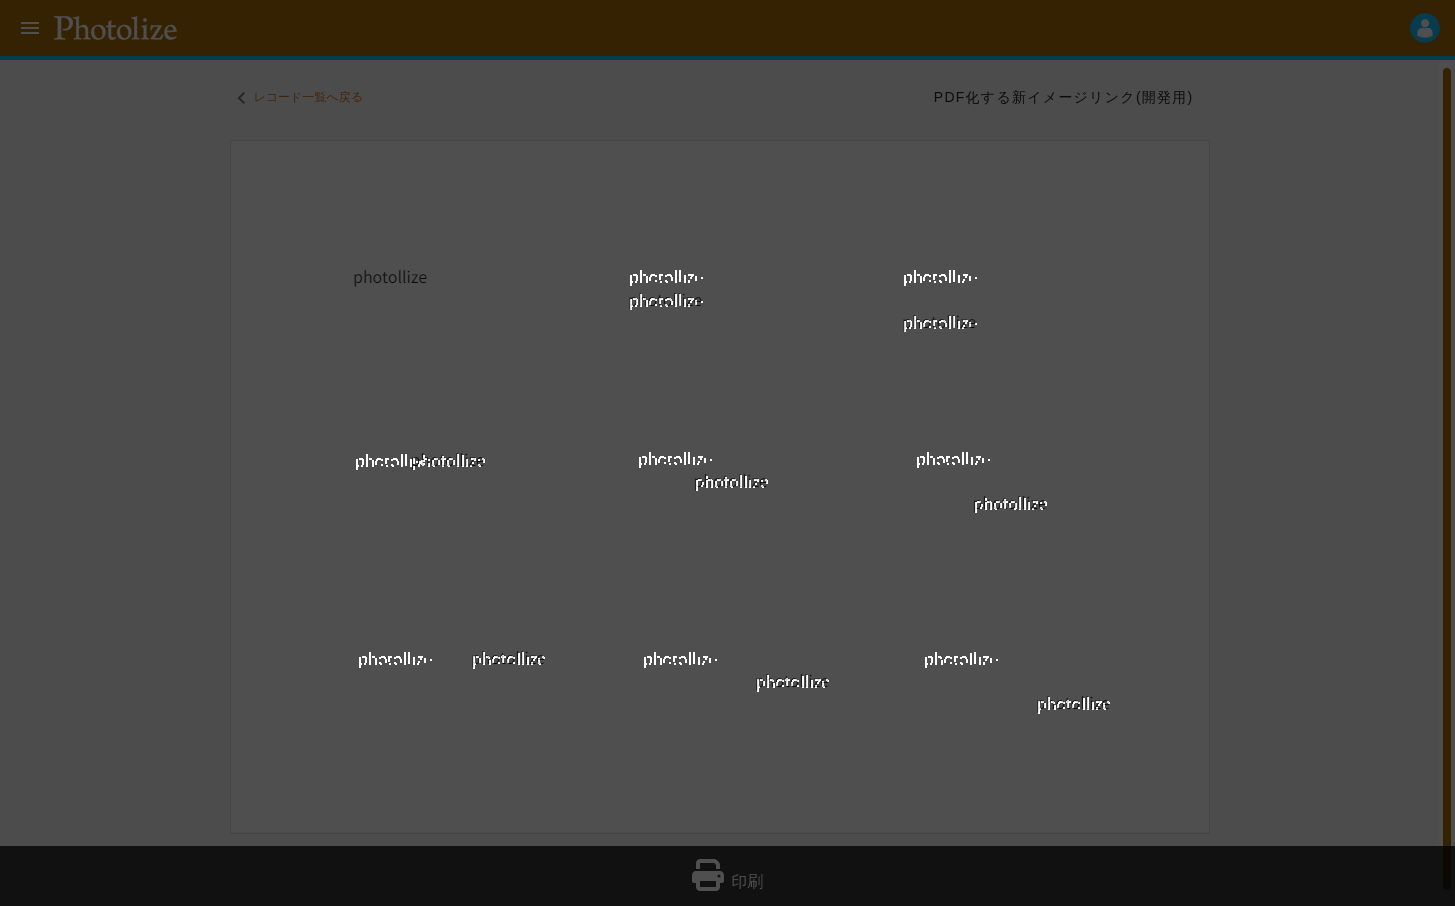 Photolize
レコード一覧へ戻る
PDF化する新イメージリンク(開発用)
photollize photollize photollize
photollize
photollize
photollize photollize photollize photollize
photollize
photollize
photollize photollize photollize photollize
photollize
photollize
印刷